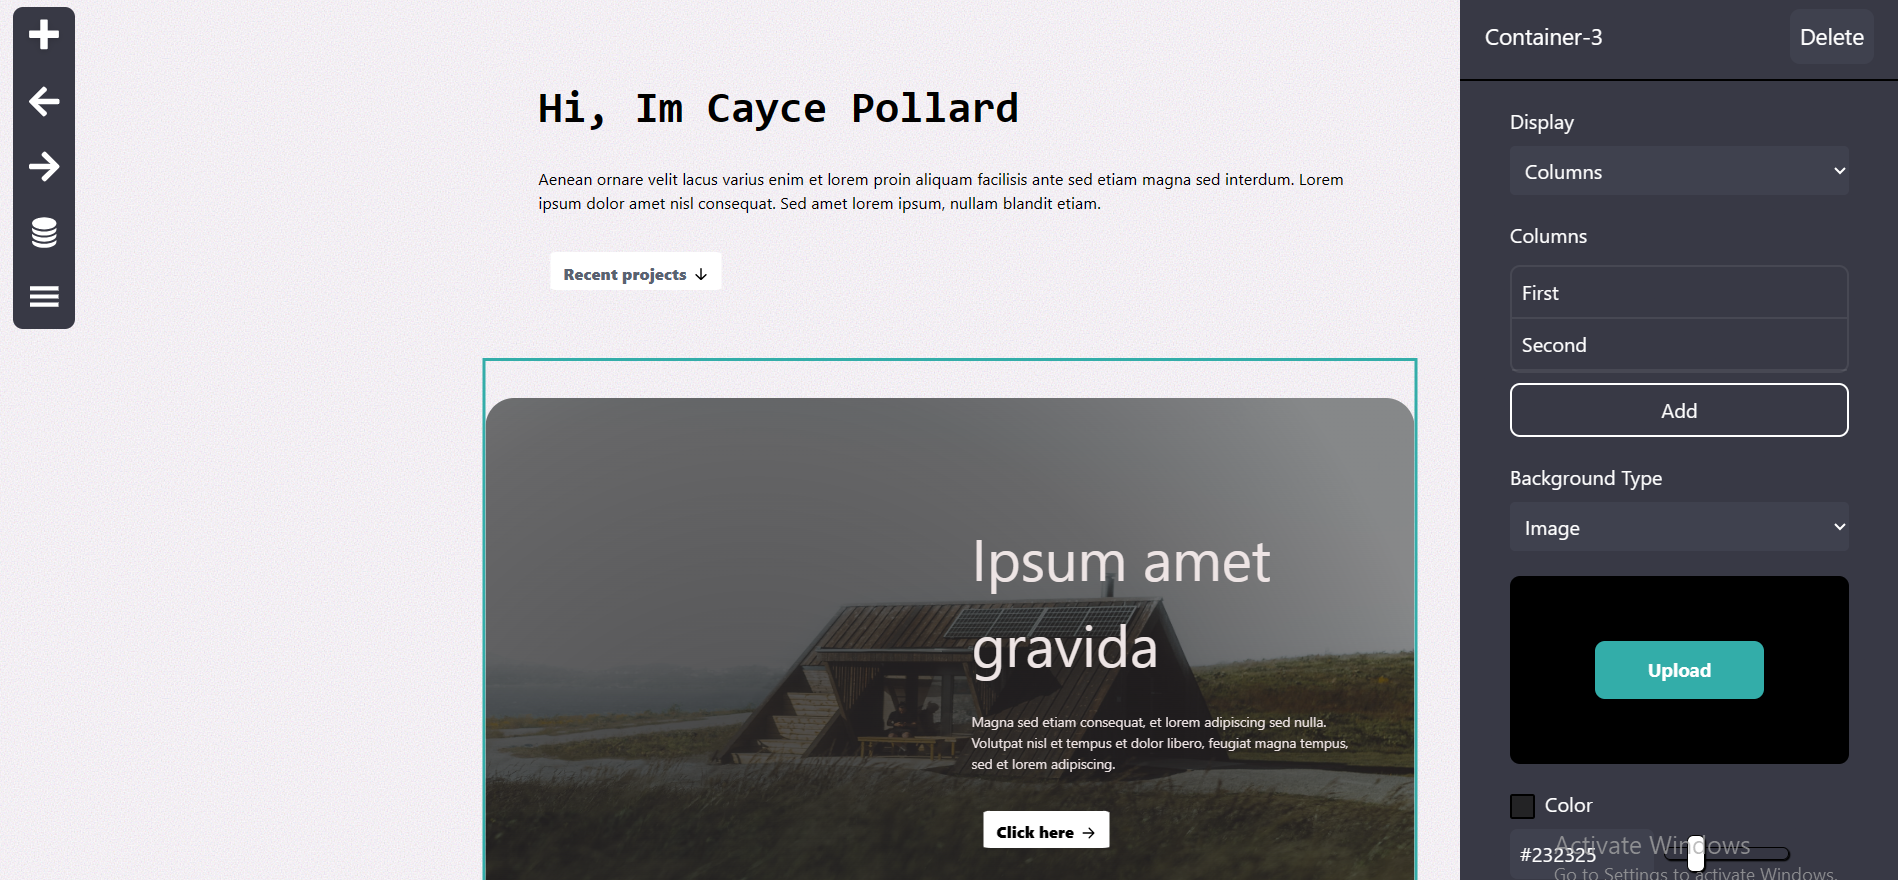 Hi, Im Cayce Pollard
Aenean ornare velit lacus varius enim et lorem proin aliquam facilisis ante sed etiam magna sed interdum. Lorem
ipsum dolor amet nisl consequat. Sed amet lorem ipsum, nullam blandit etiam.
Recent projects ↓
Ipsum amet
gravida
Magna sed etiam consequat, et lorem adipiscing sed nulla.
Volutpat nisl et tempus et dolor libero, feugiat magna tempus,
sed et lorem adipiscing.
Click here →
Container-3
Delete
Display
Columns
Columns
First
Second
Add
Background Type
Image
Upload
Color
#232325
Activate Windows
Go to Settings to activate Windows.